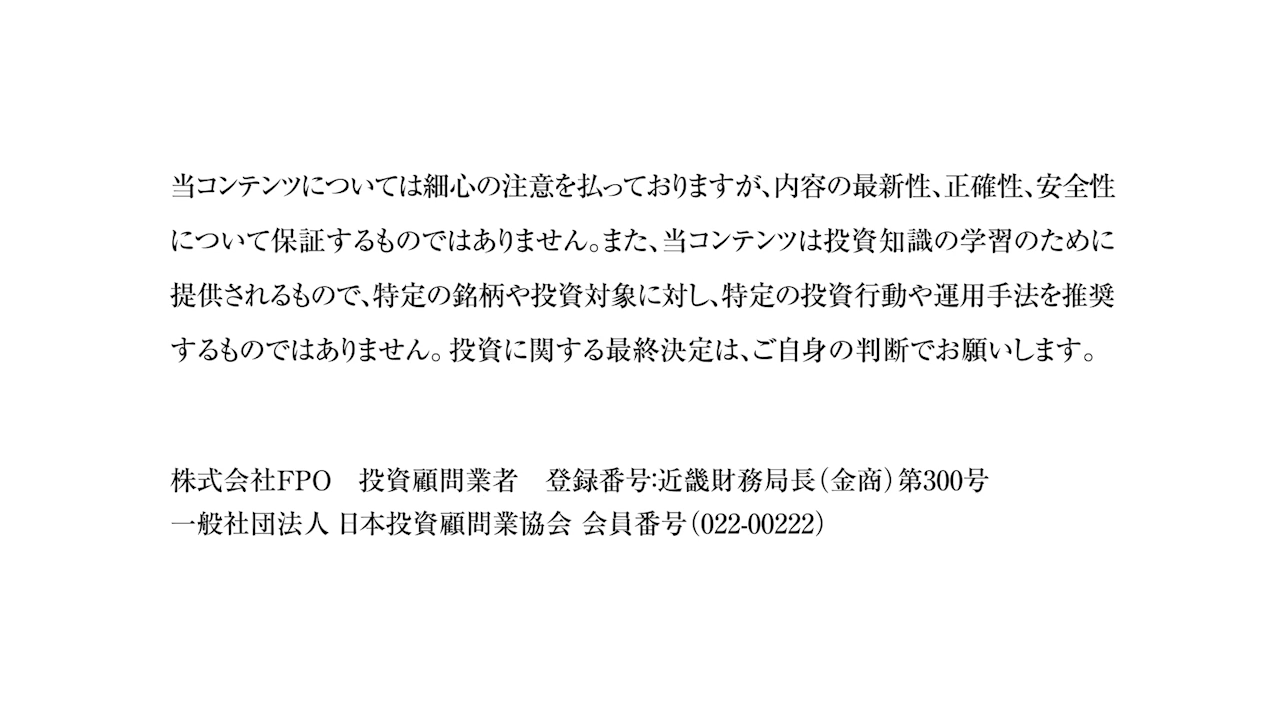 当コンテンツについては細心の注意を払っておりますが、内容の最新性、正確性、安全性
について保証するものではありません。また、当コンテンツは投資知識の学習のために
提供されるもので、特定の銘柄や投資対象に対し、特定の投資行動や運用手法を推奨
するものではありません。投資に関する最終決定は、ご自身の判断でお願いします。
株式会社FPO　投資顧問業者　登録番号:近畿財務局長（金商）第300号
一般社団法人 日本投資顧問業協会 会員番号（022-00222）